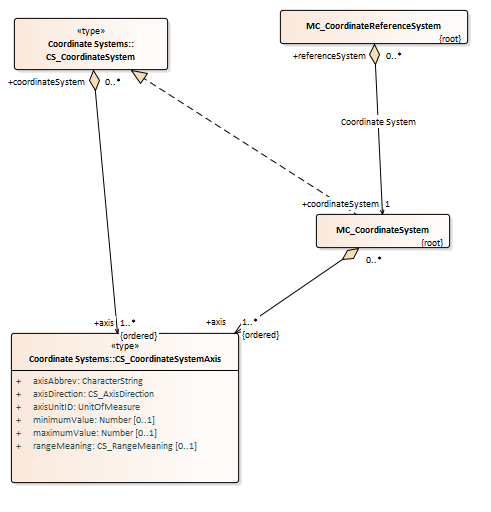 «type»
Coordinate Systems::
CS_CoordinateSystem
MC_CoordinateReferenceSystem
{root}
+coordinateSystem
0..*
+referenceSystem
0..*
Coordinate System
+coordinateSystem
1
MC_CoordinateSystem
{root}
0..*
+axis
1..*
{ordered}
+axis
1..*
{ordered}
«type»
Coordinate Systems::CS_CoordinateSystemAxis
+ axisAbbrev: CharacterString
+ axisDirection: CS_AxisDirection
+ axisUnitID: UnitOfMeasure
+ minimumValue: Number [0..1]
+ maximumValue: Number [0..1]
+ rangeMeaning: CS_RangeMeaning [0..1]